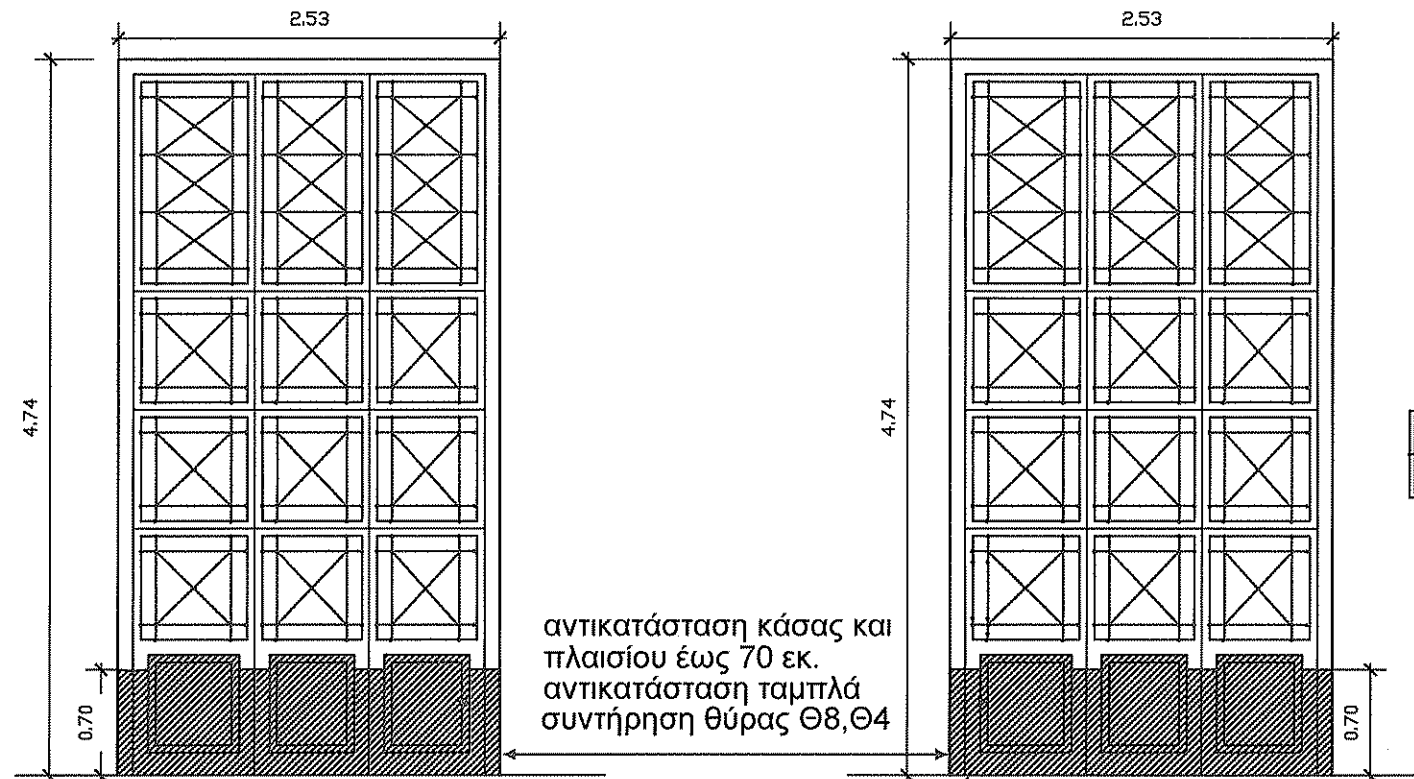 2.53
2.53
4.74
4.74
αντικατάσταση κάσας και
πλαισίου έως 70 εκ.
αντικατάσταση ταμπλά
συντήρηση θύρας Θ8,Θ4
0.70
0.70